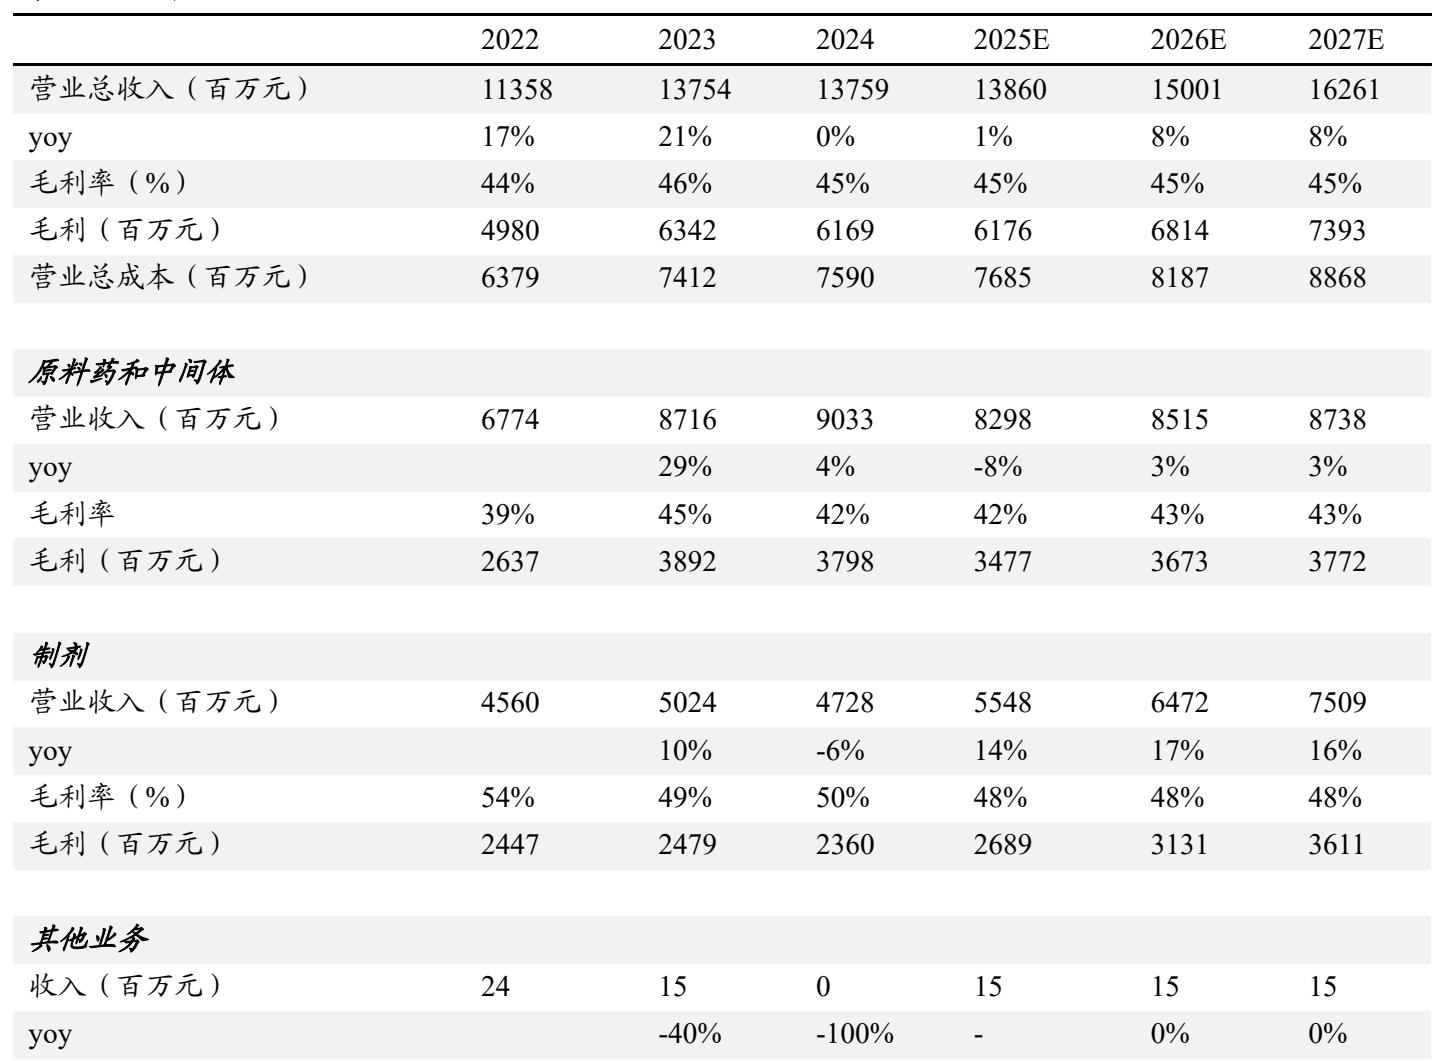 2022 2023 2024 2025E 2026E 2027E
营业总收入（百万元） 11358 13754 13759 13860 15001 16261
yoy 17% 21% 0% 1% 8% 8%
毛利率（%） 44% 46% 45% 45% 45% 45%
毛利（百万元） 4980 6342 6169 6176 6814 7393
营业总成本（百万元） 6379 7412 7590 7685 8187 8868
原料药和中间体
营业收入（百万元） 6774 8716 9033 8298 8515 8738
yoy 29% 4% -8% 3% 3%
毛利率 39% 45% 42% 42% 43% 43%
毛利（百万元） 2637 3892 3798 3477 3673 3772
制剂
营业收入（百万元） 4560 5024 4728 5548 6472 7509
yoy 10% -6% 14% 17% 16%
毛利率（%） 54% 49% 50% 48% 48% 48%
毛利（百万元） 2447 2479 2360 2689 3131 3611
其他业务
收入（百万元） 24 15 0 15 15 15
yoy -40% -100% - 0% 0%